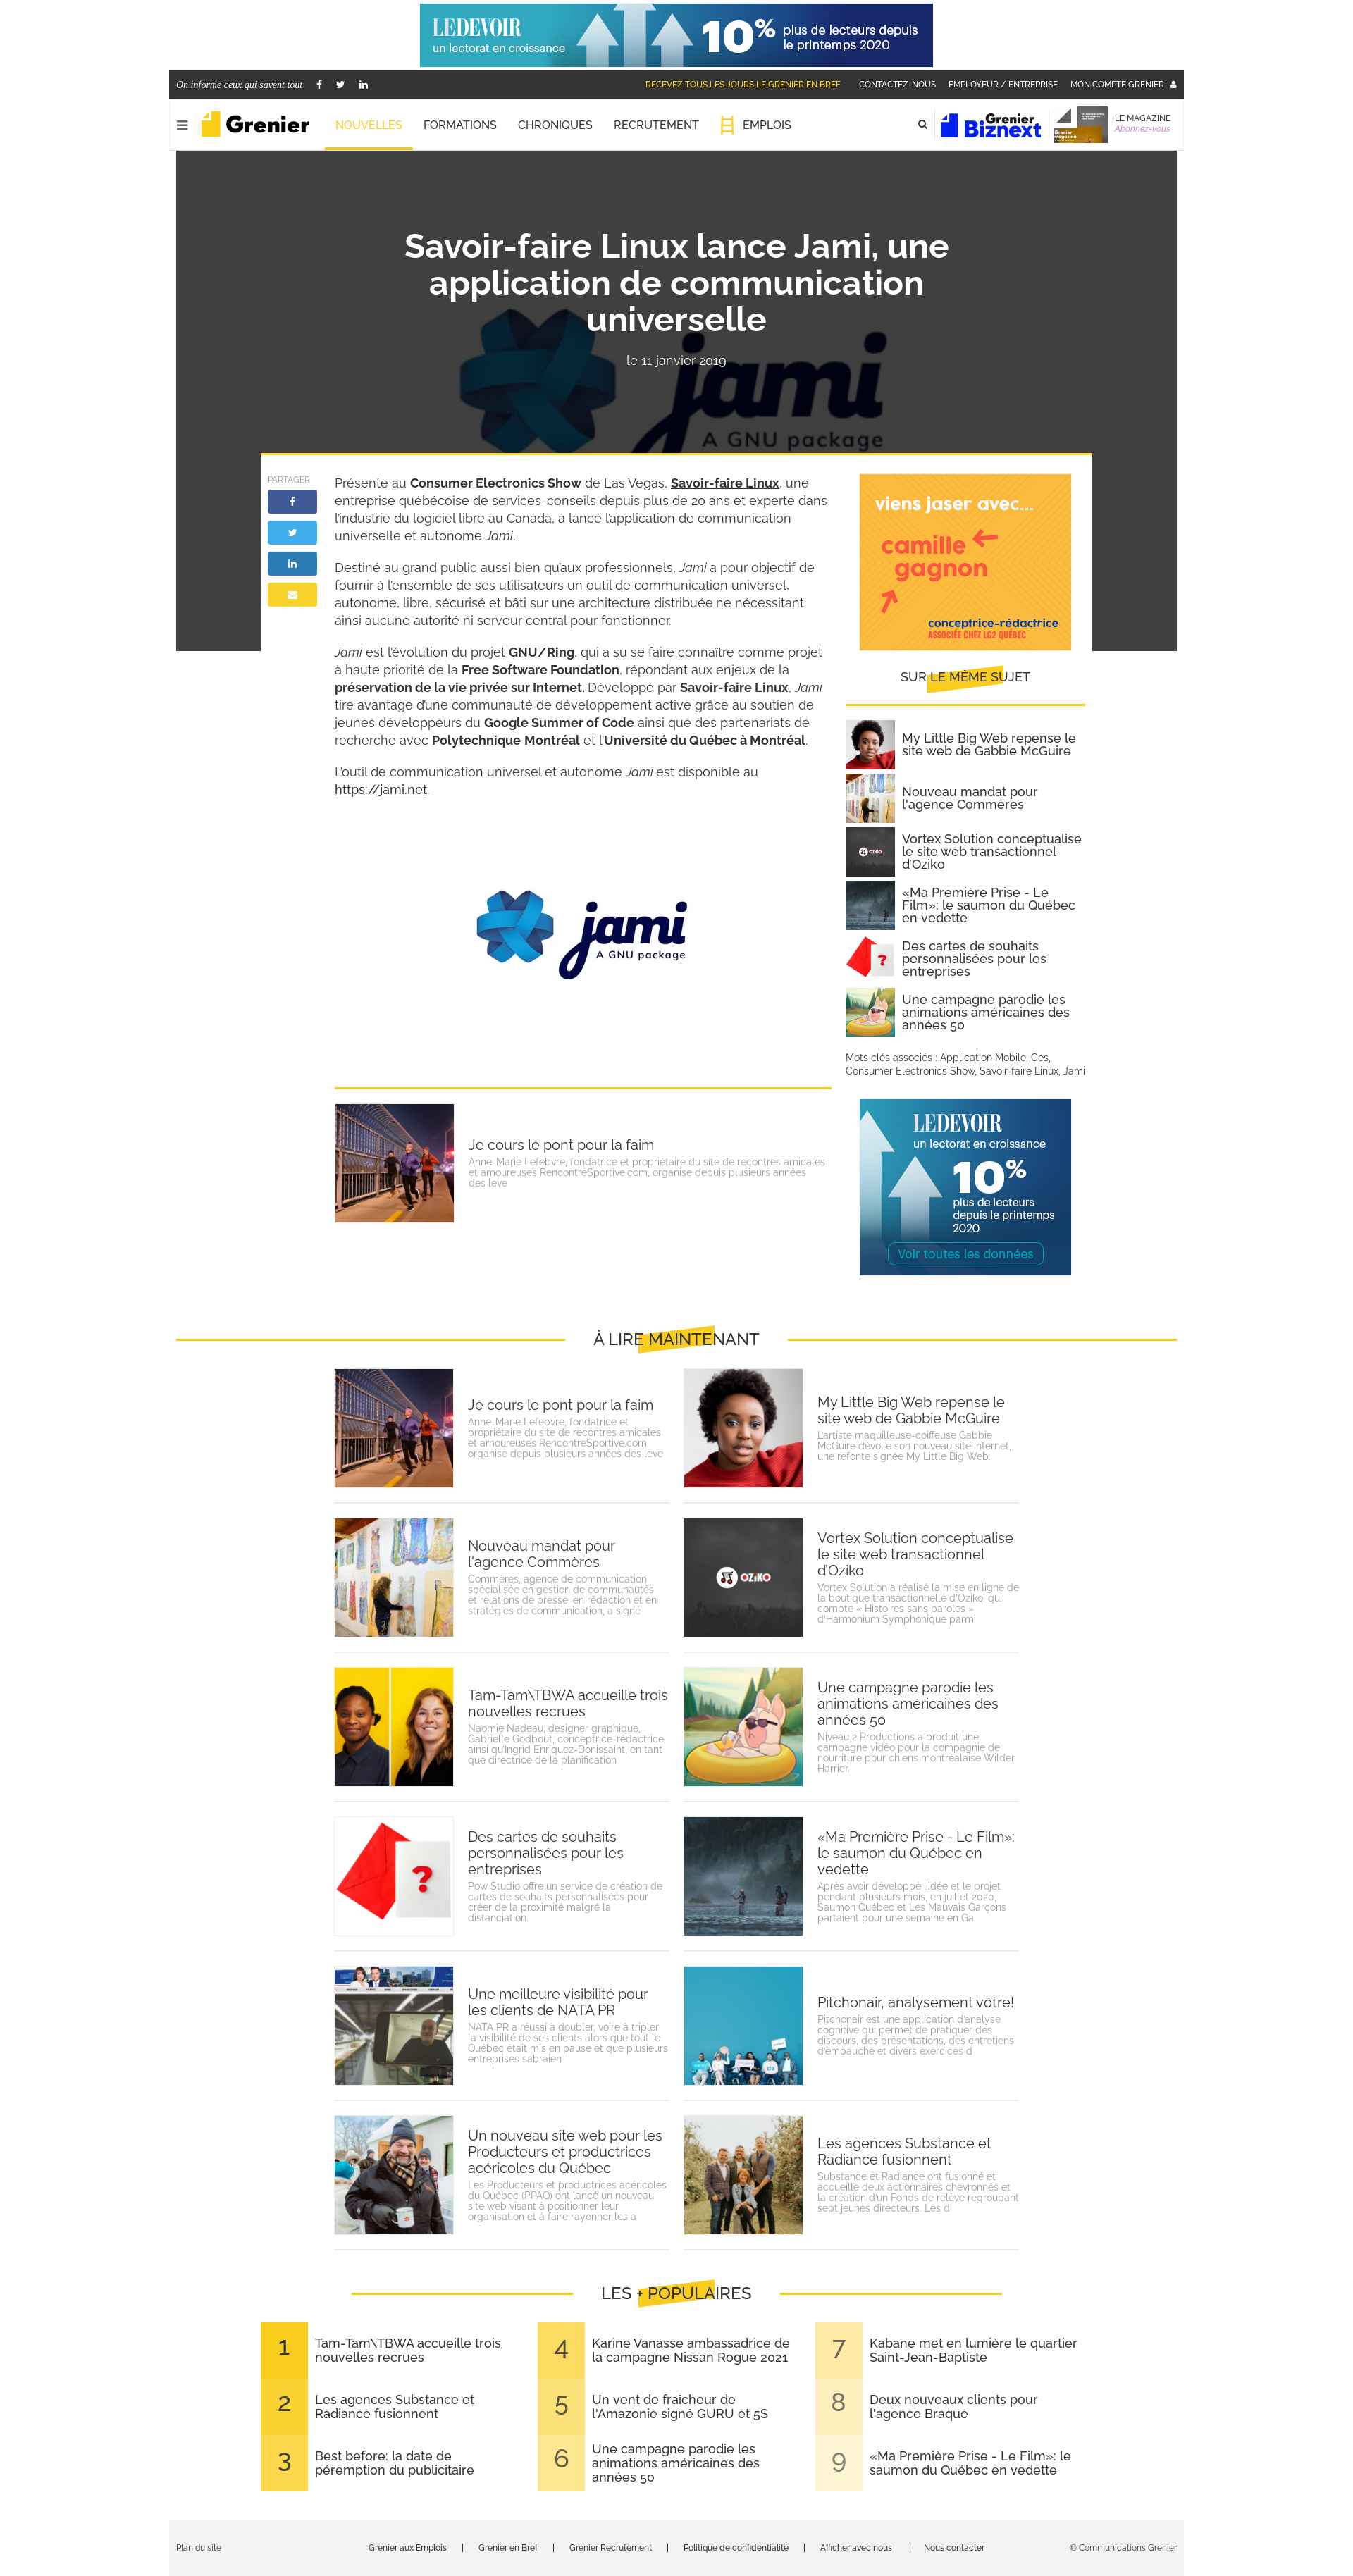 LE DEVOIR
un lectorat en croissance
10% plus de lecteurs depuis
le printemps 2020
On informe ceux qui savent tout
RECEVEZ TOUS LES JOURS LE GRENIER EN BREF CONTACTEZ-NOUS EMPLOYEUR / ENTREPRISE MON COMPTE GRENIER
Grenier NOUVELLES FORMATIONS CHRONIQUES RECRUTEMENT EMPLOIS
Grenier
Biznext
LE MAGAZINE
Abonnez-vous
Savoir-faire Linux lance Jami, une
application de communication
universelle
le 11 janvier 2019
jami
A GNU package
PARTAGER
Présente au Consumer Electronics Show de Las Vegas, Savoir-faire Linux, une
entreprise québécoise de services-conseils depuis plus de 20 ans et experte dans
l'industrie du logiciel libre au Canada, a lancé l'application de communication
universelle et autonome Jami.
Destiné au grand public aussi bien qu'aux professionnels, Jami a pour objectif de
fournir à l'ensemble de ses utilisateurs un outil de communication universel,
autonome, libre, sécurisé et bâti sur une architecture distribuée ne nécessitant
ainsi aucune autorité ni serveur central pour fonctionner.
Jami est l'évolution du projet GNU/Ring, qui a su se faire connaître comme projet
à haute priorité de la Free Software Foundation, répondant aux enjeux de la
préservation de la vie privée sur Internet. Développé par Savoir-faire Linux, Jami
tire avantage d'une communauté de développement active grâce au soutien de
jeunes développeurs du Google Summer of Code ainsi que des partenariats de
recherche avec Polytechnique Montréal et l'Université du Québec à Montréal.
L'outil de communication universel et autonome Jami est disponible au
https://jami.net.
jami
A GNU package
viens jaser avec...
camille
gagnon
conceptrice-rédactrice
ASSOCIÉE CHEZ LG2 QUÉBEC
SUR LE MÊME SUJET
My Little Big Web repense le
site web de Gabbie McGuire
Nouveau mandat pour
l'agence Commères
Vortex Solution conceptualise
le site web transactionnel
d'Oziko
«Ma Première Prise - Le
Film»: le saumon du Québec
en vedette
Des cartes de souhaits
personnalisées pour les
entreprises
Une campagne parodie les
animations américaines des
années 50
Mots clés associés : Application Mobile, Ces,
Consumer Electronics Show, Savoir-faire Linux, Jami
LE DEVOIR
un lectorat en croissance
10%
plus de lecteurs
depuis le printemps
2020
Voir toutes les données
Je cours le pont pour la faim
Anne-Marie Lefebvre, fondatrice et propriétaire du site de recontres amicales
et amoureuses RencontreSportive.com, organise depuis plusieurs années
des leve
À LIRE MAINTENANT
Je cours le pont pour la faim
Anne-Marie Lefebvre, fondatrice et
propriétaire du site de recontres amicales
et amoureuses RencontreSportive.com,
organise depuis plusieurs années des leve
My Little Big Web repense le
site web de Gabbie McGuire
L'artiste maquilleuse-coiffeuse Gabbie
McGuire dévoile son nouveau site internet,
une refonte signée My Little Big Web.
Nouveau mandat pour
l'agence Commères
Commères, agence de communication
spécialisée en gestion de communautés
et relations de presse, en rédaction et en
stratégies de communication, a signé
OZIKO
Vortex Solution conceptualise
le site web transactionnel
d'Oziko
Vortex Solution a réalisé la mise en ligne de
la boutique transactionnelle d'Oziko, qui
compte « Histoires sans paroles »
d'Harmonium Symphonique parmi
Tam-Tam\TBWA accueille trois
nouvelles recrues
Naomie Nadeau, designer graphique,
Gabrielle Godbout, conceptrice-rédactrice,
ainsi qu'Ingrid Enriquez-Donissaint, en tant
que directrice de la planification
Une campagne parodie les
animations américaines des
années 50
Niveau 2 Productions a produit une
campagne vidéo pour la compagnie de
nourriture pour chiens montréalaise Wilder
Harrier.
?
Des cartes de souhaits
personnalisées pour les
entreprises
Pow Studio offre un service de création de
cartes de souhaits personnalisées pour
créer de la proximité malgré la
distanciation.
«Ma Première Prise - Le Film»:
le saumon du Québec en
vedette
Après avoir développé l'idée et le projet
pendant plusieurs mois, en juillet 2020,
Saumon Québec et Les Mauvais Garçons
partaient pour une semaine en Ga
Une meilleure visibilité pour
les clients de NATA PR
NATA PR a réussi à doubler, voire à tripler
la visibilité de ses clients alors que tout le
Québec était mis en pause et que plusieurs
entreprises sabraien
Pitchonair, analysement vôtre!
Pitchonair est une application d'analyse
cognitive qui permet de pratiquer des
discours, des présentations, des entretiens
d'embauche et divers exercices d
Un nouveau site web pour les
Producteurs et productrices
acéricoles du Québec
Les Producteurs et productrices acéricoles
du Québec (PPAQ) ont lancé un nouveau
site web visant à positionner leur
organisation et à faire rayonner les a
Les agences Substance et
Radiance fusionnent
Substance et Radiance ont fusionné et
accueille deux actionnaires chevronnés et
la création d'un Fonds de relève regroupant
sept jeunes directeurs. Les d
LES + POPULAIRES
1 Tam-Tam\TBWA accueille trois
nouvelles recrues
2 Les agences Substance et
Radiance fusionnent
3 Best before: la date de
péremption du publicitaire
4 Karine Vanasse ambassadrice de
la campagne Nissan Rogue 2021
5 Un vent de fraîcheur de
l'Amazonie signé GURU et 5S
6 Une campagne parodie les
animations américaines des
années 50
7 Kabane met en lumière le quartier
Saint-Jean-Baptiste
8 Deux nouveaux clients pour
l'agence Braque
9 «Ma Première Prise - Le Film»: le
saumon du Québec en vedette
Plan du site Grenier aux Emplois | Grenier en Bref | Grenier Recrutement | Politique de confidentialité | Afficher avec nous | Nous contacter © Communications Grenier